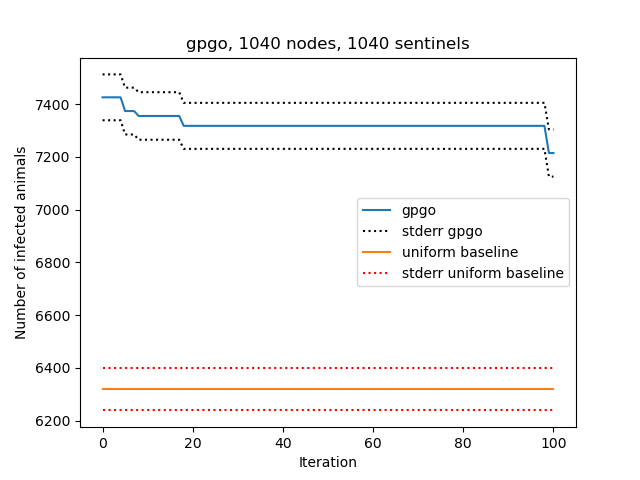 gpgo, 1040 nodes, 1040 sentinels
Number of infected animals
7400
7200
7000
6800
6600
6400
6200
gpgo
stderr gpgo
uniform baseline
stderr uniform baseline
0 20 40 60 80 100
Iteration